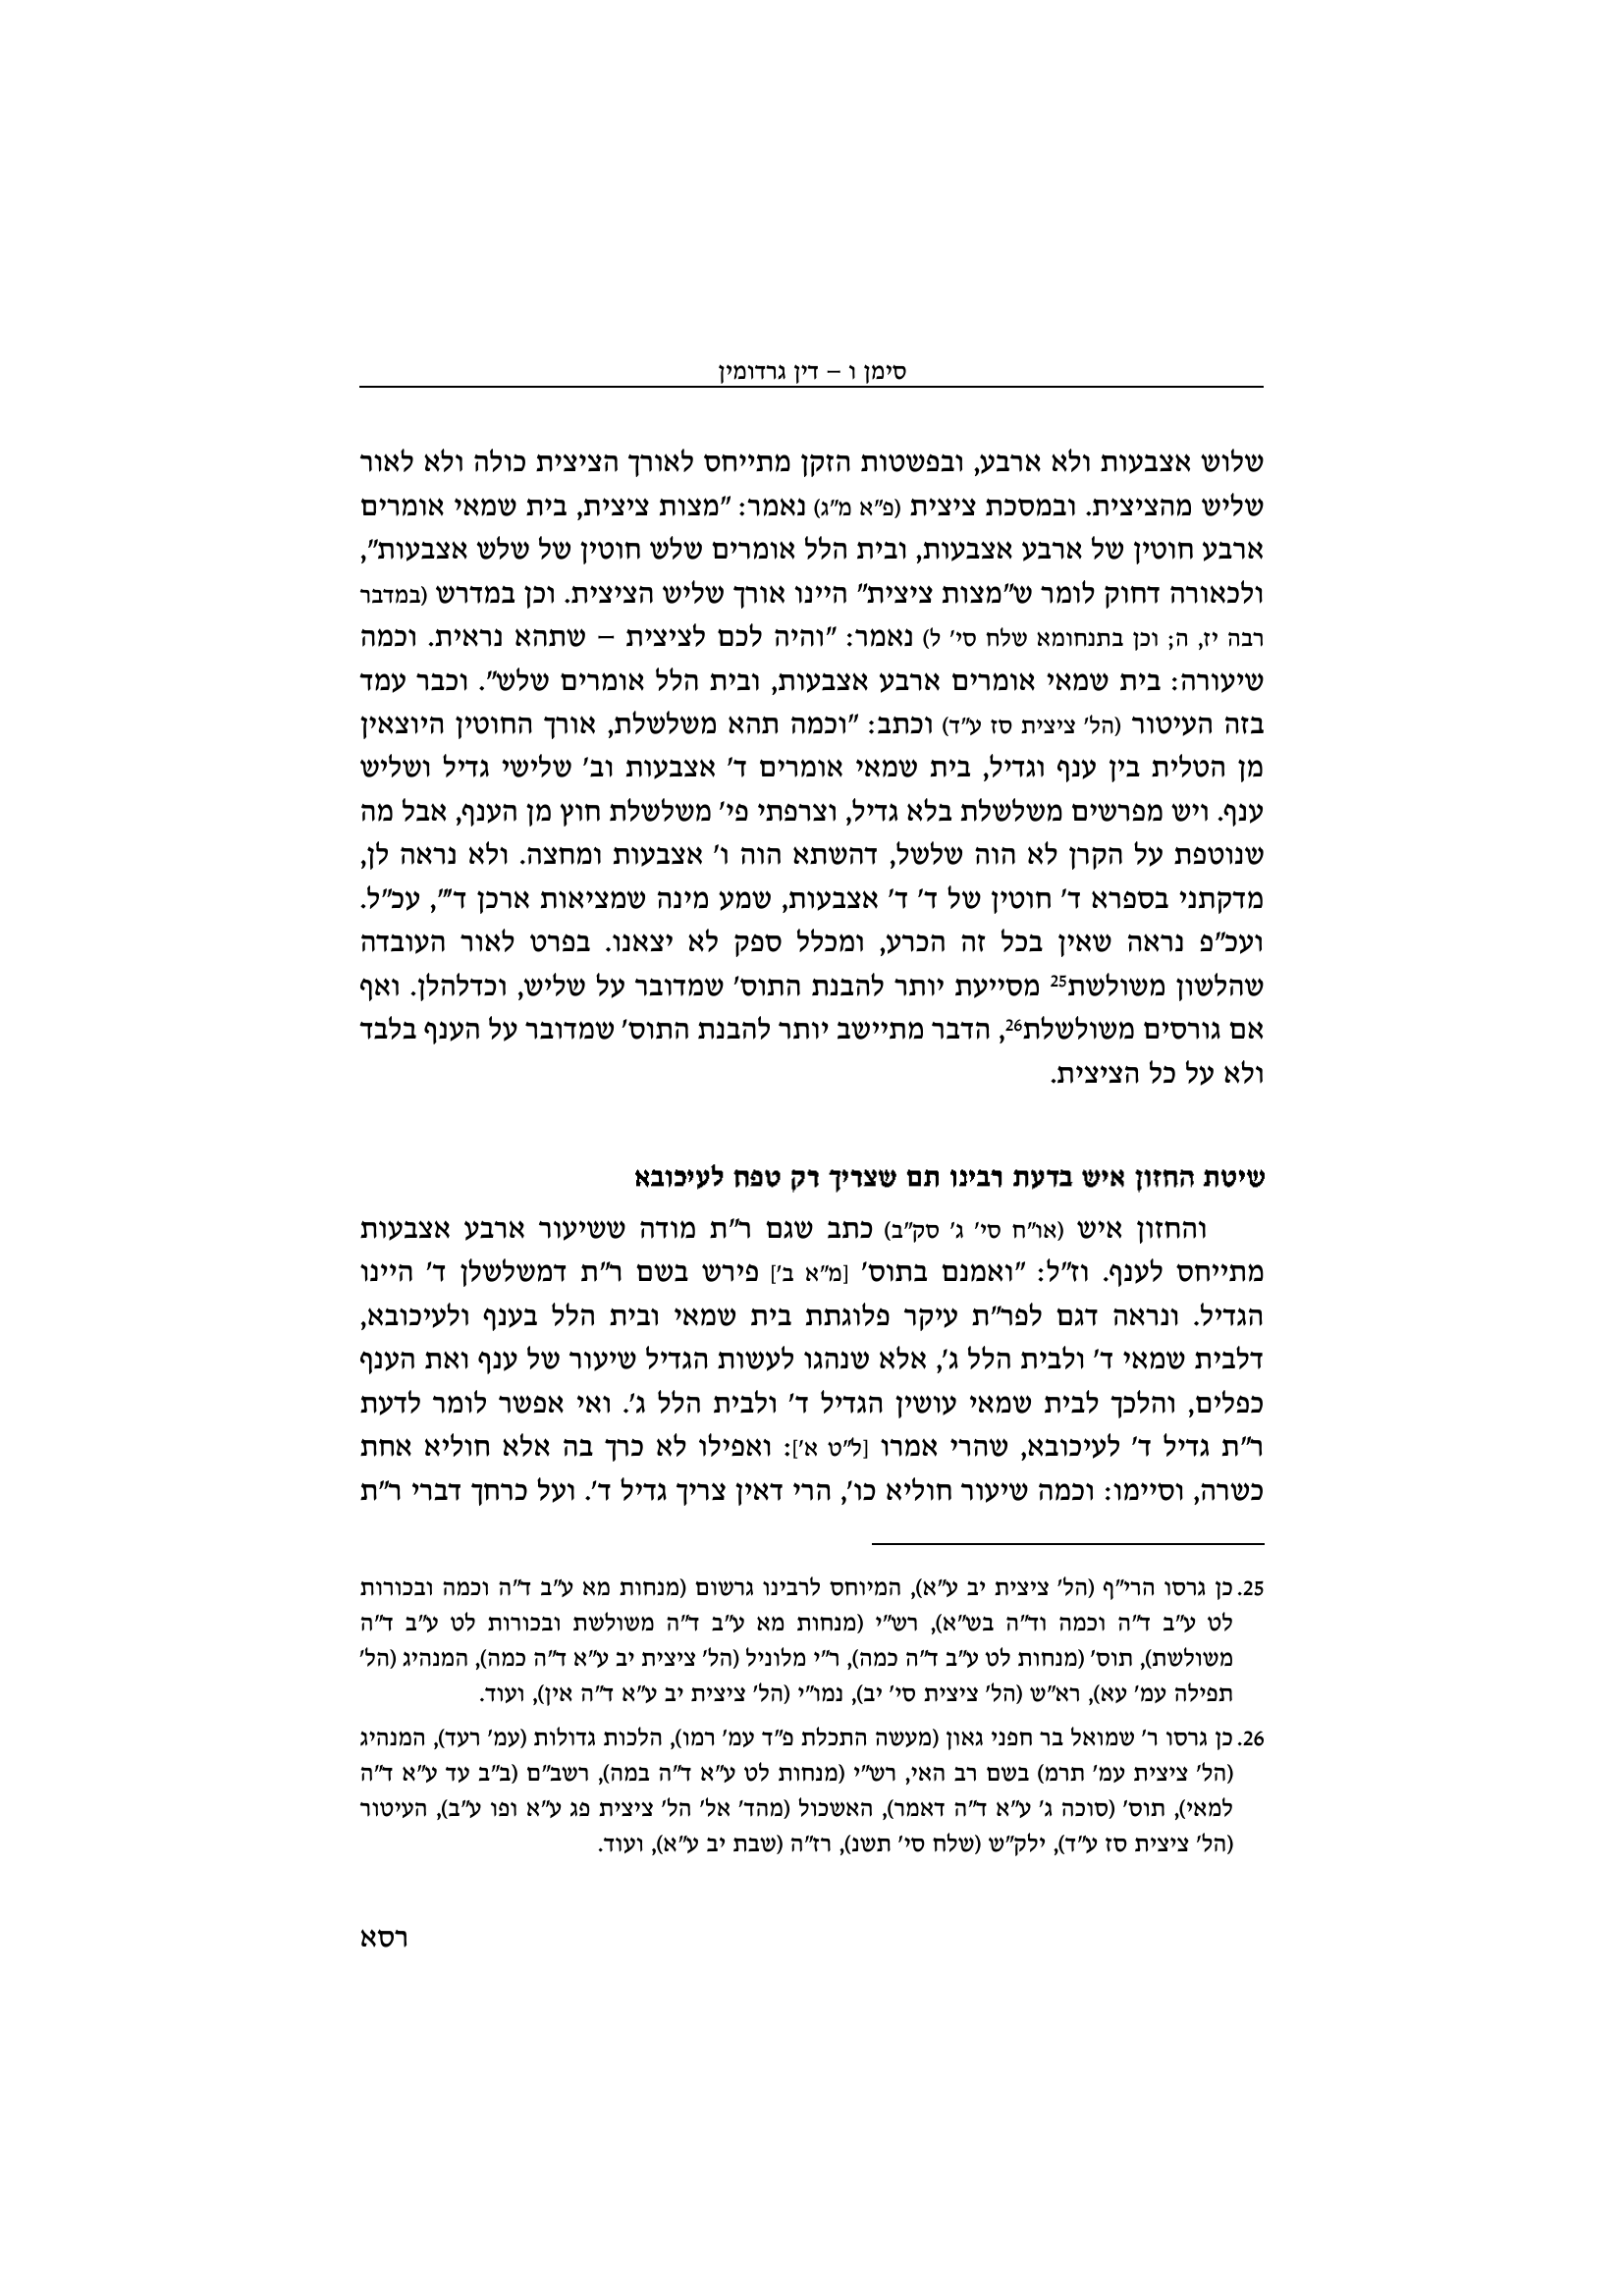 סימן ו – דין גרדומין
שלוש אצבעות ולא ארבע, ובפשטות הזקן מתייחס לאורך הציצית כולה ולא לאור
שליש מהציצית. ובמסכת ציצית (פ"א מ"ג) נאמר: "מצות ציצית, בית שמאי אומרים
ארבע חוטין של ארבע אצבעות, ובית הלל אומרים שלש חוטין של שלש אצבעות",
ולכאורה דחוק לומר ש"מצות ציצית" היינו אורך שליש הציצית. וכן במדרש (במדבר
רבה יז, ה; וכן בתנחומא שלח סי' ל) נאמר: "והיה לכם לציצית – שתהא נראית. וכמה
שיעורה: בית שמאי אומרים ארבע אצבעות, ובית הלל אומרים שלש". וכבר עמד
בזה העיטור (הל' ציצית סז ע"ד) וכתב: "וכמה תהא משלשלת, אורך החוטין היוצאין
מן הטלית בין ענף וגדיל, בית שמאי אומרים ד' אצבעות וב' שלישי גדיל ושליש
ענף. ויש מפרשים משלשלת בלא גדיל, וצרפתי פי' משלשלת חוץ מן הענף, אבל מה
שנוטפת על הקרן לא הוה שלשל, דהשתא הוה ו' אצבעות ומחצה. ולא נראה לן,
מדקתני בספרא ד' חוטין של ד' ד' אצבעות, שמע מינה שמציאות ארכן ד'", עכ"ל.
ועכ"פ נראה שאין בכל זה הכרע, ומכלל ספק לא יצאנו. בפרט לאור העובדה
שהלשון משולשת25 מסייעת יותר להבנת התוס' שמדובר על שליש, וכדלהלן. ואף
אם גורסים משולשלת26, הדבר מתיישב יותר להבנת התוס' שמדובר על הענף בלבד
ולא על כל הציצית.
שיטת החזון איש בדעת רבינו תם שצריך רק טפח לעיכובא
והחזון איש (או"ח סי' ג' סק"ב) כתב שגם ר"ת מודה ששיעור ארבע אצבעות
מתייחס לענף. וז"ל: "ואמנם בתוס' [מ"א ב'] פירש בשם ר"ת דמשלשלן ד' היינו
הגדיל. ונראה דגם לפר"ת עיקר פלוגתת בית שמאי ובית הלל בענף ולעיכובא,
דלבית שמאי ד' ולבית הלל ג', אלא שנהגו לעשות הגדיל שיעור של ענף ואת הענף
כפלים, והלכך לבית שמאי עושין הגדיל ד' ולבית הלל ג'. ואי אפשר לומר לדעת
ר"ת גדיל ד' לעיכובא, שהרי אמרו [ל"ט א']: ואפילו לא כרך בה אלא חוליא אחת
כשרה, וסיימו: וכמה שיעור חוליא כו', הרי דאין צריך גדיל ד'. ועל כרחך דברי ר"ת
25. כן גרסו הרי"ף (הל' ציצית יב ע"א), המיוחס לרבינו גרשום (מנחות מא ע"ב ד"ה וכמה ובכורות
לט ע"ב ד"ה וכמה וד"ה בש"א), רש"י (מנחות מא ע"ב ד"ה משולשת ובכורות לט ע"ב ד"ה
משולשת), תוס' (מנחות לט ע"ב ד"ה כמה), ר"י מלוניל (הל' ציצית יב ע"א ד"ה כמה), המנהיג (הל'
תפילה עמ' עא), רא"ש (הל' ציצית סי' יב), נמו"י (הל' ציצית יב ע"א ד"ה אין), ועוד.
26. כן גרסו ר' שמואל בר חפני גאון (מעשה התכלת פ"ד עמ' רמו), הלכות גדולות (עמ' רעד), המנהיג
(הל' ציצית עמ' תרמ) בשם רב האי, רש"י (מנחות לט ע"א ד"ה במה), רשב"ם (ב"ב עד ע"א ד"ה
למאי), תוס' (סוכה ג' ע"א ד"ה דאמר), האשכול (מהד' אל' הל' ציצית פג ע"א ופו ע"ב), העיטור
(הל' ציצית סז ע"ד), ילק"ש (שלח סי' תשנ), רז"ה (שבת יב ע"א), ועוד.
רסא